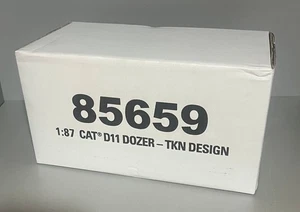 85659
1:87 CAT® D11 DOZER – TKN DESIGN